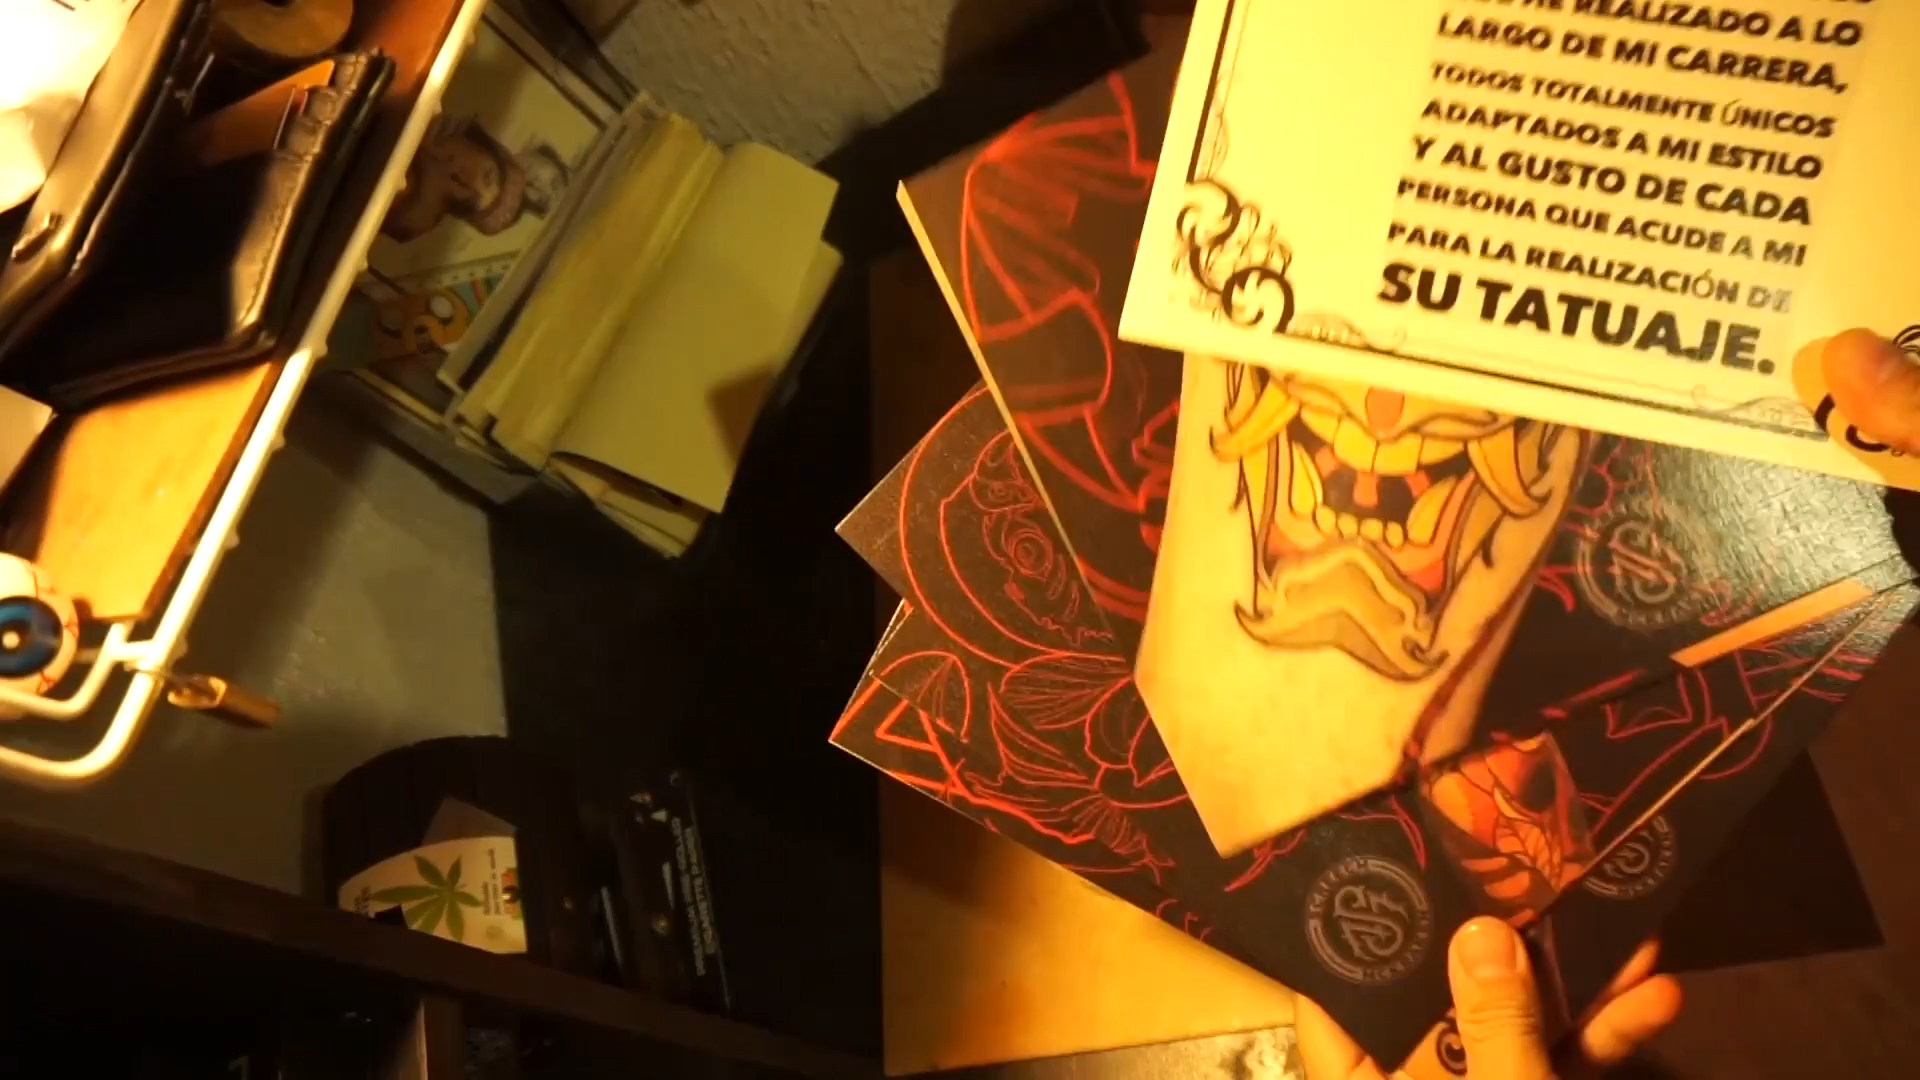 REALIZADO A LO
LARGO DE MI CARRERA,
TODOS TOTALMENTE ÚNICOS
ADAPTADOS A MI ESTILO
Y AL GUSTO DE CADA
PERSONA QUE ACUDE A MI
PARA LA REALIZACIÓN DE
SU TATUAJE.